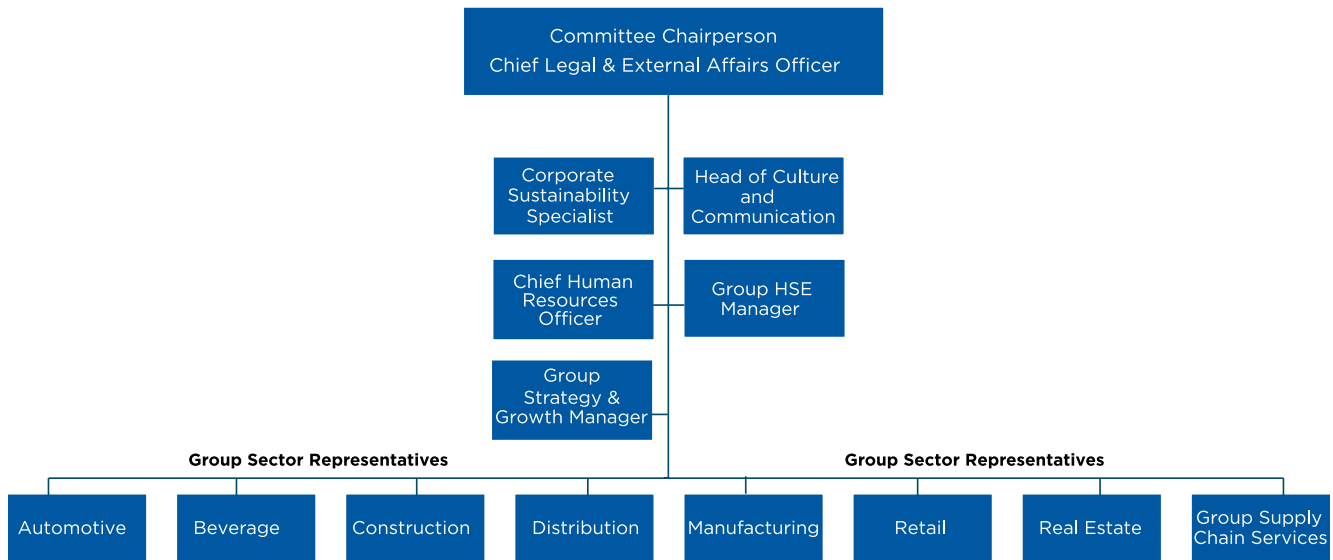 Committee Chairperson
Chief Legal & External Affairs Officer
Corporate
Sustainability
Specialist
Head of Culture
and
Communication
Chief Human
Resources
Officer
Group HSE
Manager
Group
Strategy &
Growth Manager
Group Sector Representatives
Group Sector Representatives
Automotive
Beverage
Construction
Distribution
Manufacturing
Retail
Real Estate
Group Supply
Chain Services